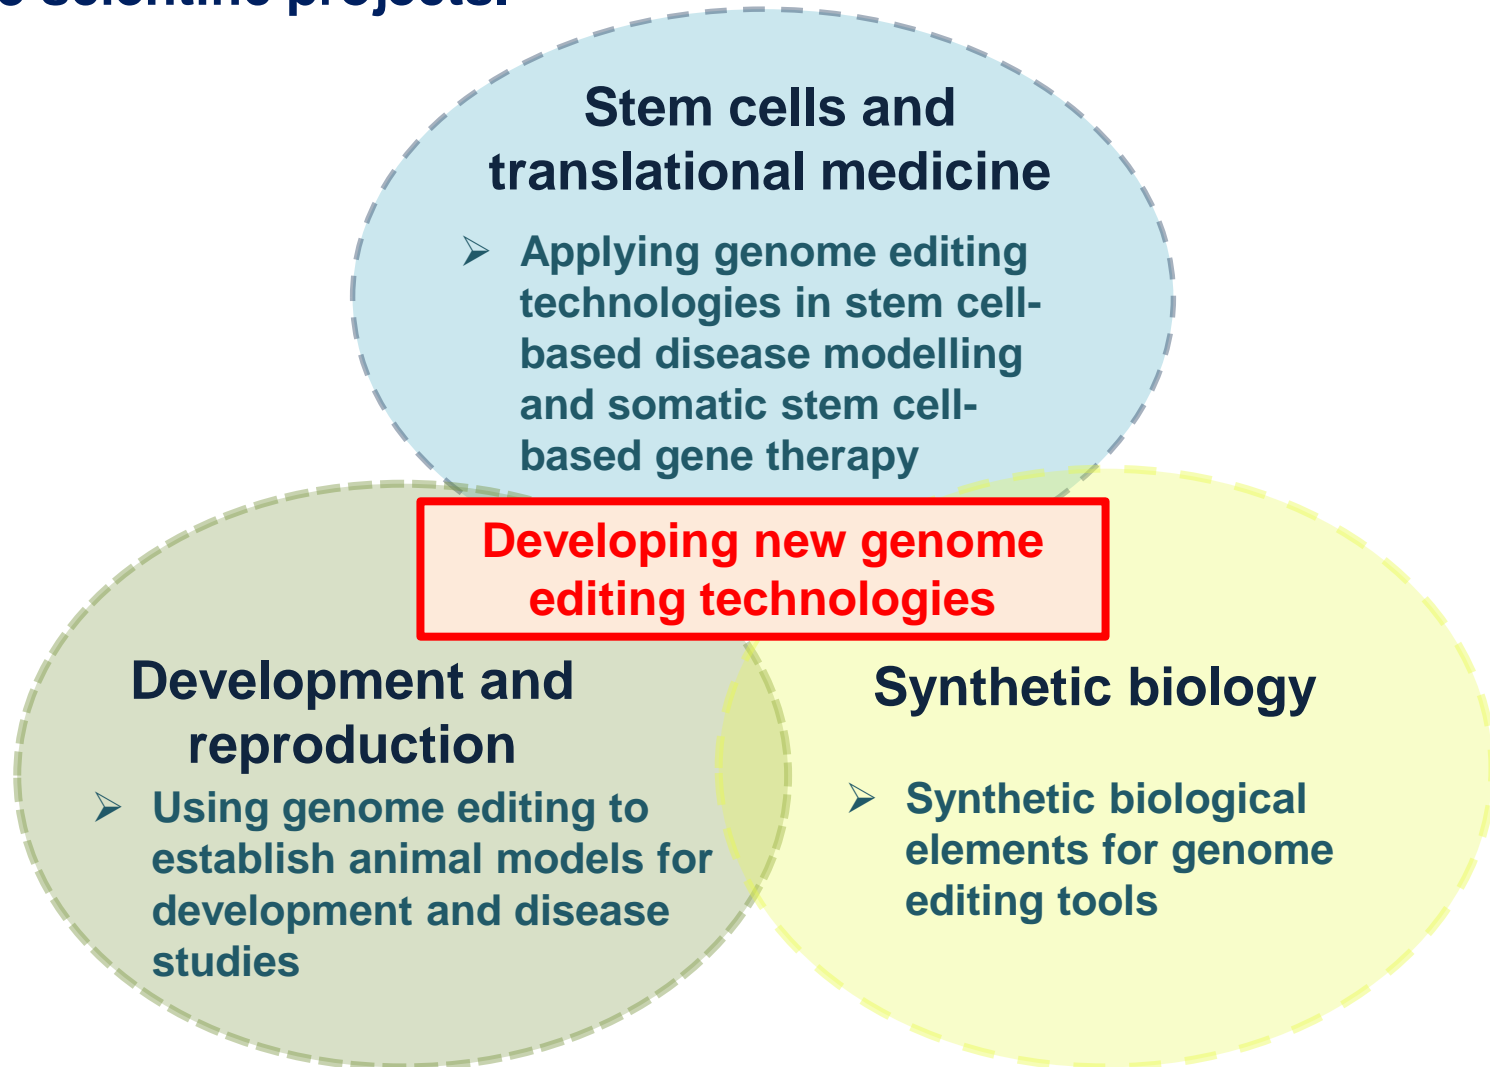 scientific projects.
Stem cells and
translational medicine
➢ Applying genome editing
technologies in stem cell-
based disease modelling
and somatic stem cell-
based gene therapy
Developing new genome
editing technologies
Development and
reproduction
➢ Using genome editing to
establish animal models for
development and disease
studies
Synthetic biology
➢ Synthetic biological
elements for genome
editing tools